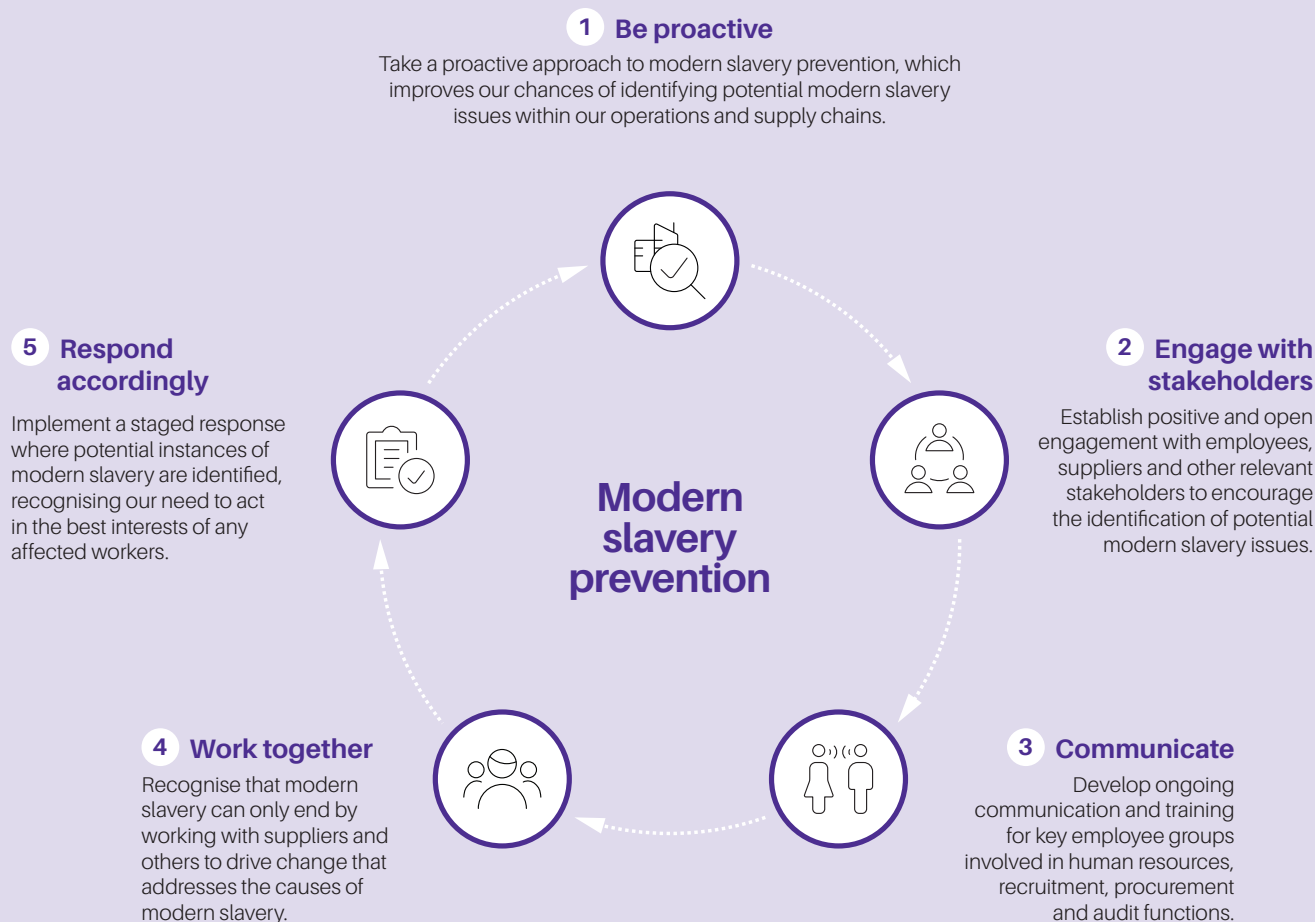 1 Be proactive
Take a proactive approach to modern slavery prevention, which
improves our chances of identifying potential modern slavery
issues within our operations and supply chains.
2 Engage with
stakeholders
Establish positive and open
engagement with employees,
suppliers and other relevant
stakeholders to encourage
the identification of potential
modern slavery issues.
3 Communicate
Develop ongoing
communication and training
for key employee groups
involved in human resources,
recruitment, procurement
and audit functions.
4 Work together
Recognise that modern
slavery can only end by
working with suppliers and
others to drive change that
addresses the causes of
modern slavery.
5 Respond
accordingly
Implement a staged response
where potential instances of
modern slavery are identified,
recognising our need to act
in the best interests of any
affected workers.
Modern
slavery
prevention